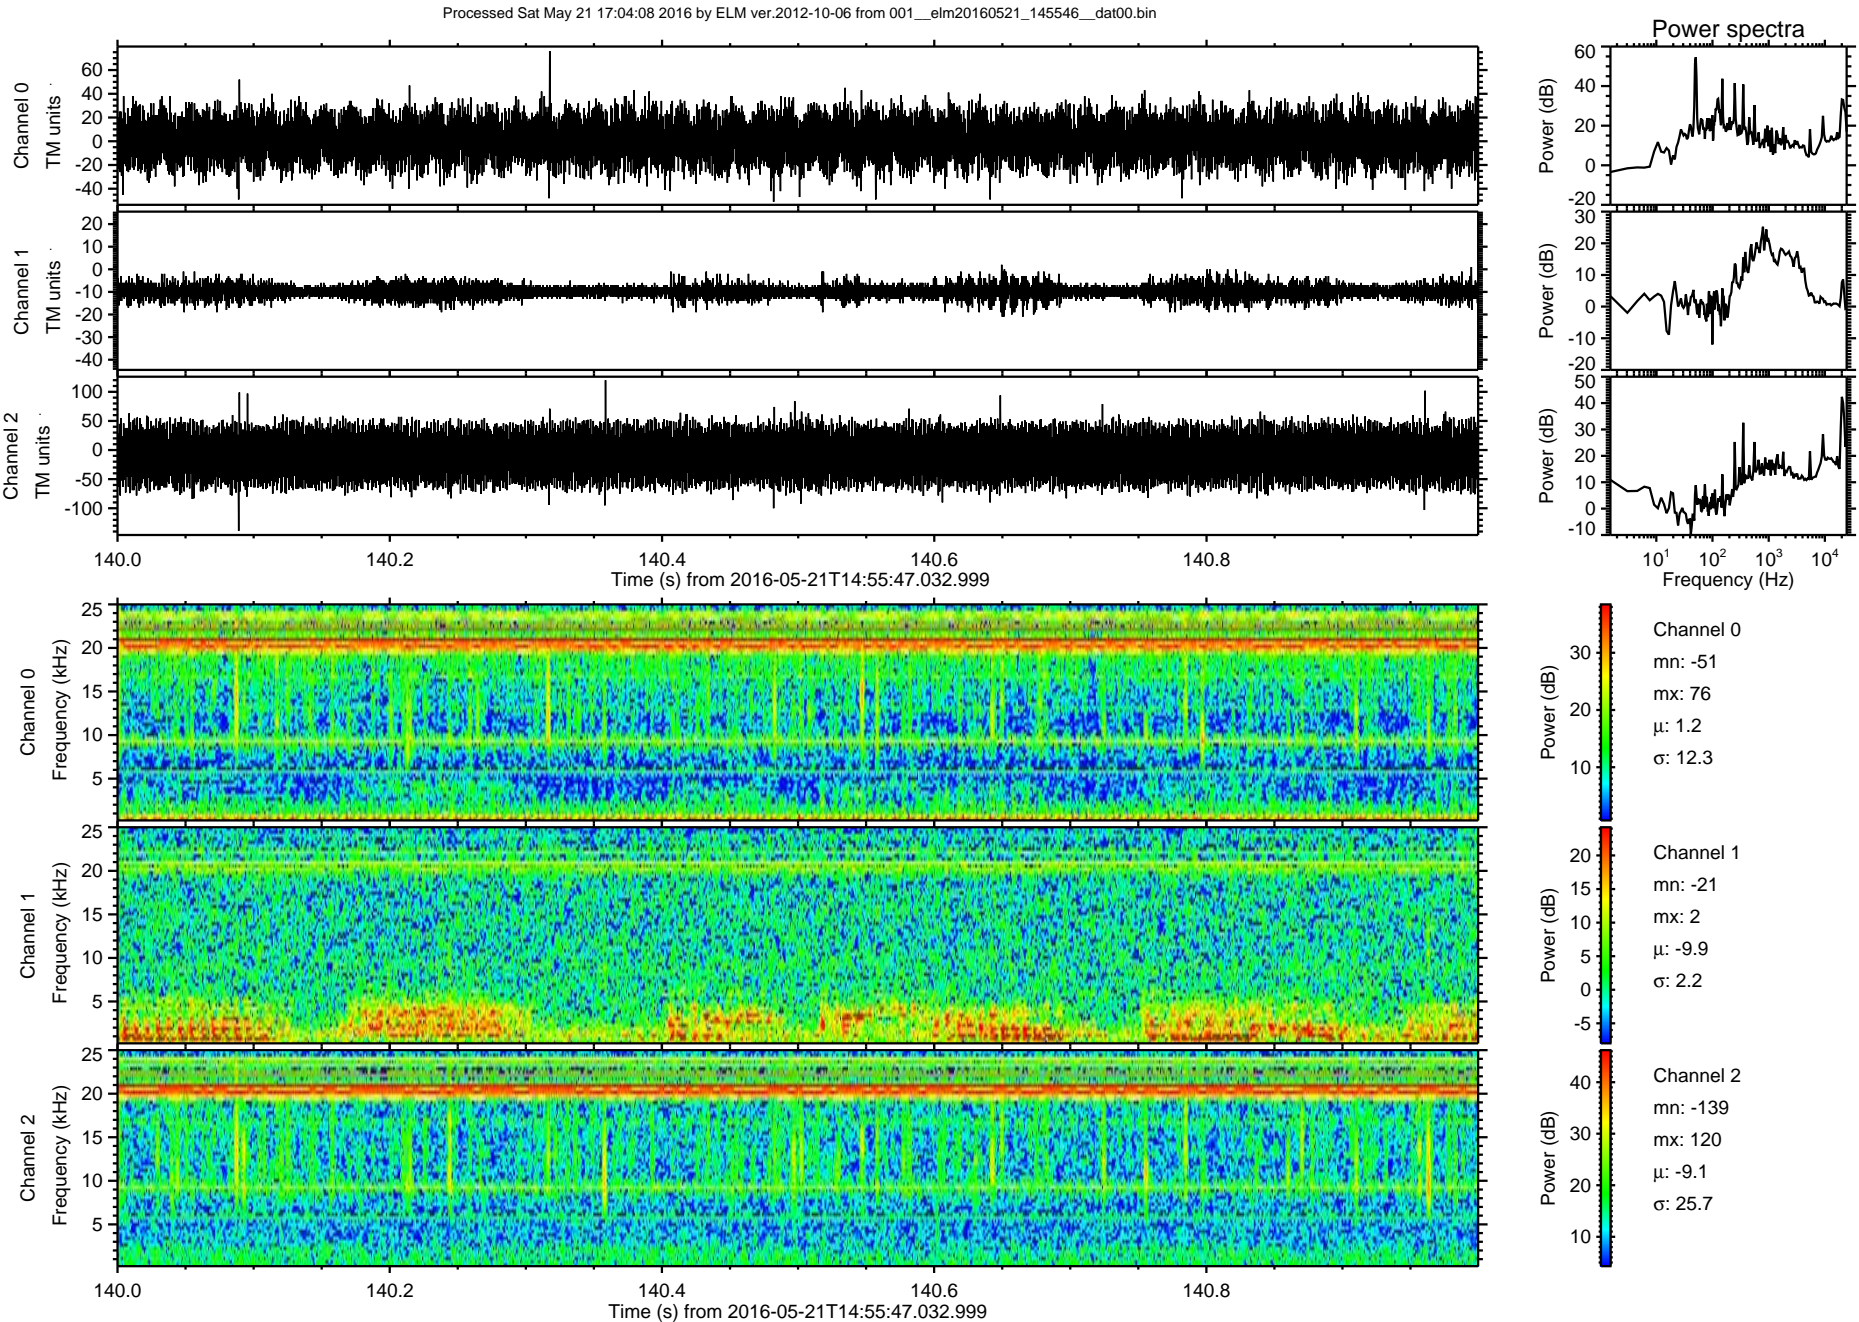 Processed Sat May 21 17:04:08 2016 by ELM ver.2012-10-06 from 001__elm20160521_145546__dat00.bin
Power spectra
Channel 0
TM units
60
40
20
0
-20
-40
Power (dB)
60
40
20
0
-20
Channel 1
TM units
20
10
0
-10
-20
-30
-40
Power (dB)
30
20
10
0
-10
-20
Channel 2
TM units
100
50
0
-50
-100
Power (dB)
50
40
30
20
10
0
-10
140.0 140.2 140.4 140.6 140.8
Time (s) from 2016-05-21T14:55:47.032.999
10^1 10^2 10^3 10^4
Frequency (Hz)
Channel 0
Frequency (kHz)
25
20
15
10
5
Power (dB)
30
20
10
Channel 0
mn: -51
mx: 76
μ: 1.2
σ: 12.3
Channel 1
Frequency (kHz)
25
20
15
10
5
Power (dB)
20
15
10
5
0
-5
Channel 1
mn: -21
mx: 2
μ: -9.9
σ: 2.2
Channel 2
Frequency (kHz)
25
20
15
10
5
Power (dB)
40
30
20
10
Channel 2
mn: -139
mx: 120
μ: -9.1
σ: 25.7
140.0 140.2 140.4 140.6 140.8
Time (s) from 2016-05-21T14:55:47.032.999